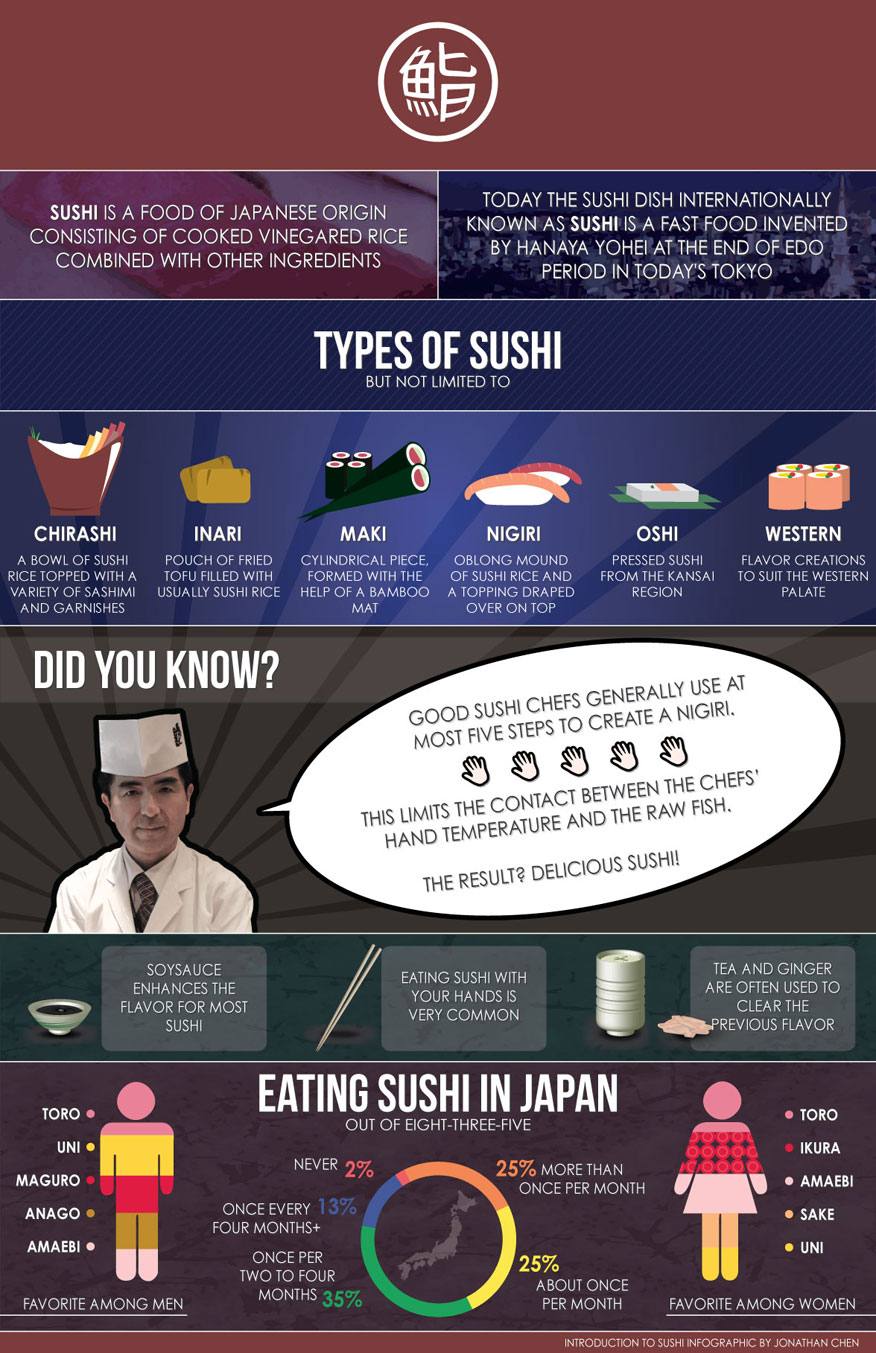 鮨
SUSHI IS A FOOD OF JAPANESE ORIGIN
CONSISTING OF COOKED VINEGARED RICE
COMBINED WITH OTHER INGREDIENTS
TODAY THE SUSHI DISH INTERNATIONALLY
KNOWN AS SUSHI IS A FAST FOOD INVENTED
BY HANAYA YOHEI AT THE END OF EDO
PERIOD IN TODAY'S TOKYO
TYPES OF SUSHI
BUT NOT LIMITED TO
CHIRASHI
A BOWL OF SUSHI
RICE TOPPED WITH A
VARIETY OF SASHIMI
AND GARNISHES
INARI
POUCH OF FRIED
TOFU FILLED WITH
USUALLY SUSHI RICE
MAKI
CYLINDRICAL PIECE,
FORMED WITH THE
HELP OF A BAMBOO
MAT
NIGIRI
OBLONG MOUND
OF SUSHI RICE AND
A TOPPING DRAPED
OVER ON TOP
OSHI
PRESSED SUSHI
FROM THE KANSAI
REGION
WESTERN
FLAVOR CREATIONS
TO SUIT THE WESTERN
PALATE
DID YOU KNOW?
GOOD SUSHI CHEFS GENERALLY USE AT
MOST FIVE STEPS TO CREATE A NIGIRI.
THIS LIMITS THE CONTACT BETWEEN THE CHEFS'
HAND TEMPERATURE AND THE RAW FISH.
THE RESULT? DELICIOUS SUSHI!
SOYSAUCE
ENHANCES THE
FLAVOR FOR MOST
SUSHI
EATING SUSHI WITH
YOUR HANDS IS
VERY COMMON
TEA AND GINGER
ARE OFTEN USED TO
CLEAR THE
PREVIOUS FLAVOR
EATING SUSHI IN JAPAN
OUT OF EIGHT-THREE-FIVE
TORO
UNI
MAGURO
ANAGO
AMAEBI
FAVORITE AMONG MEN
NEVER 2%
ONCE EVERY 13%
FOUR MONTHS+
ONCE PER
TWO TO FOUR
MONTHS 35%
25% MORE THAN
ONCE PER MONTH
25%
ABOUT ONCE
PER MONTH
TORO
IKURA
AMAEBI
SAKE
UNI
FAVORITE AMONG WOMEN
INTRODUCTION TO SUSHI INFOGRAPHIC BY JONATHAN CHEN